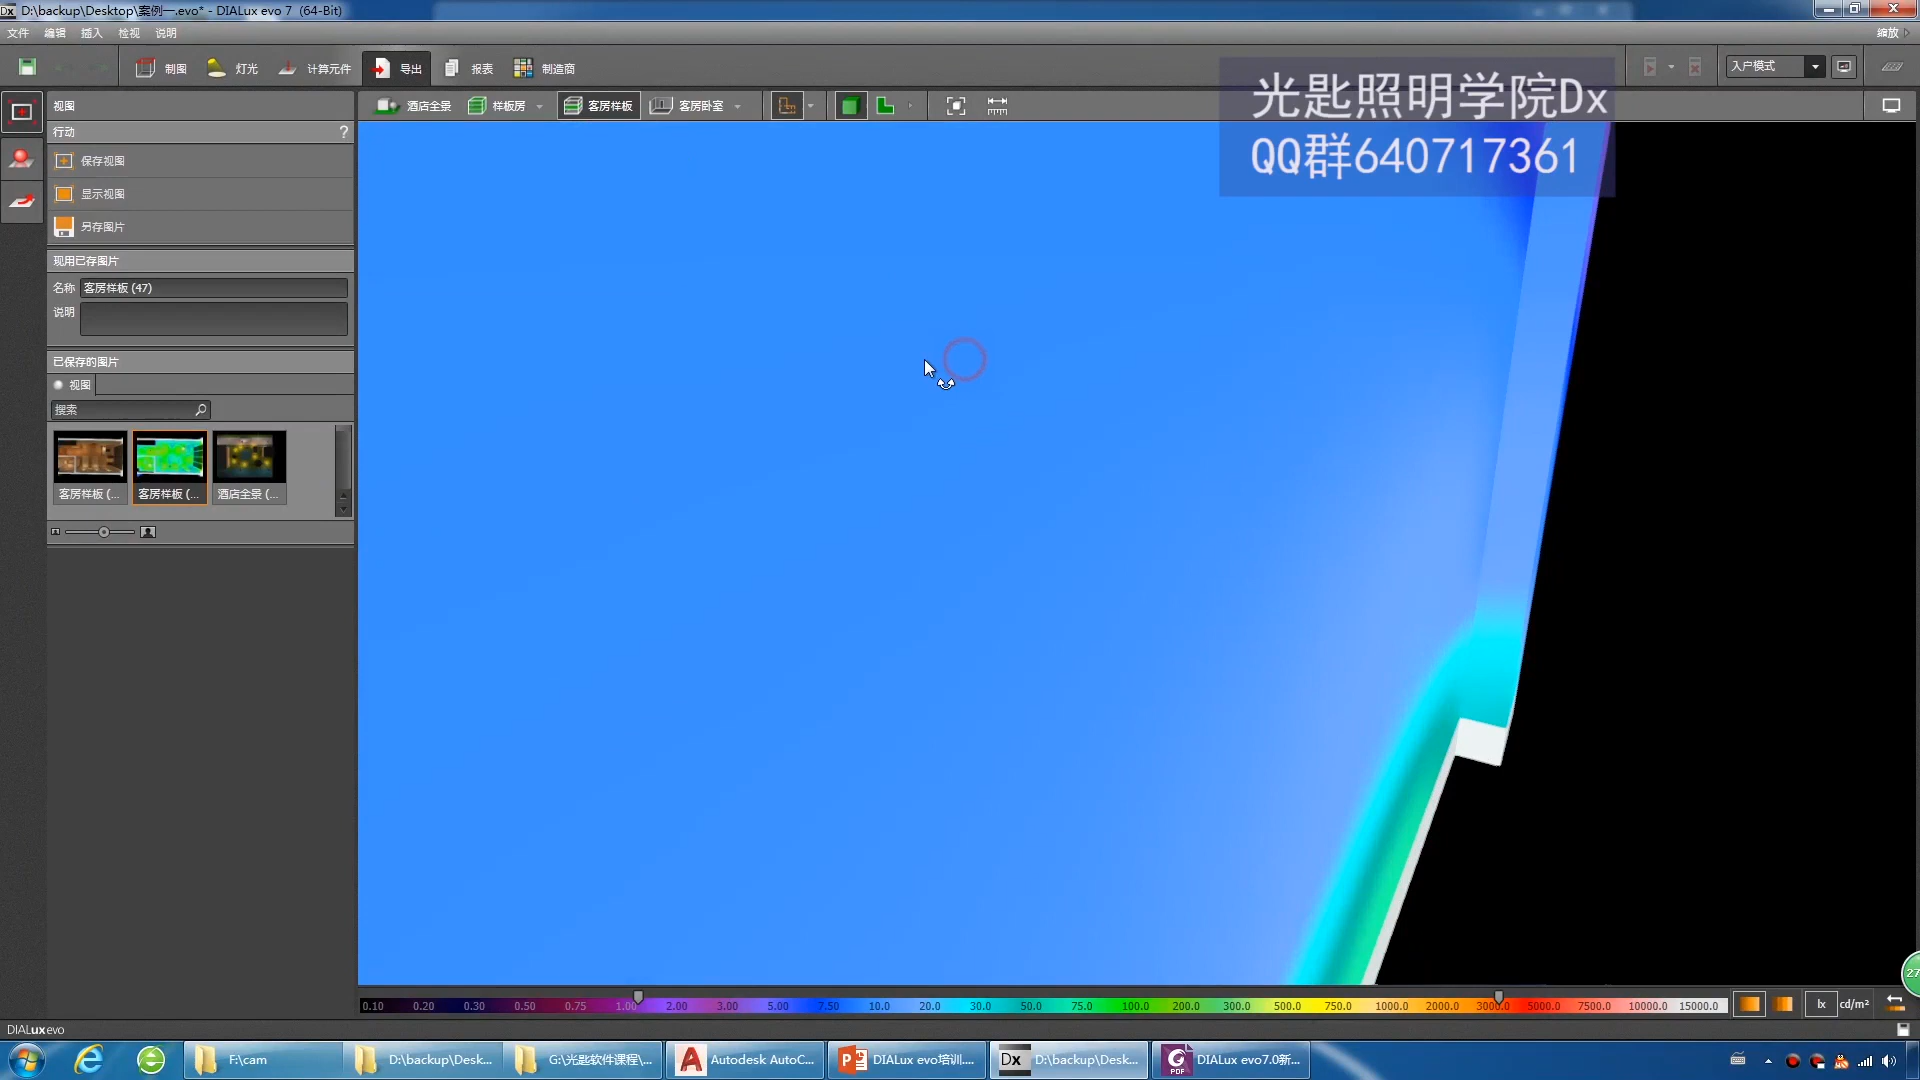 Dx D:\backup\Desktop\案例一.evo* - DIALux evo 7 (64-Bit)
文件 编辑 插入 检视 说明 缩放
制图 灯光 计算元件 导出 报表 制造商 入户模式
视图 酒店全景 样板房 客房样板 客房卧室
光匙照明学院Dx
QQ群640717361
行动 ?
保存视图
显示视图
另存图片
现用已存图片
名称 客房样板 (47)
说明
已保存的图片
视图
搜索
客房样板 (... 客房样板 (... 酒店全景 (...
0.10 0.20 0.30 0.50 0.75 1.00 2.00 3.00 5.00 7.50 10.0 20.0 30.0 50.0 75.0 100.0 200.0 300.0 500.0 750.0 1000.0 2000.0 3000.0 5000.0 7500.0 10000.0 15000.0 lx cd/m²
27
DIALux evo
F:\cam D:\backup\Desk... G:\光匙软件课程\... Autodesk AutoC... DIALux evo培训.... Dx D:\backup\Desk... PDF DIALux evo7.0新...